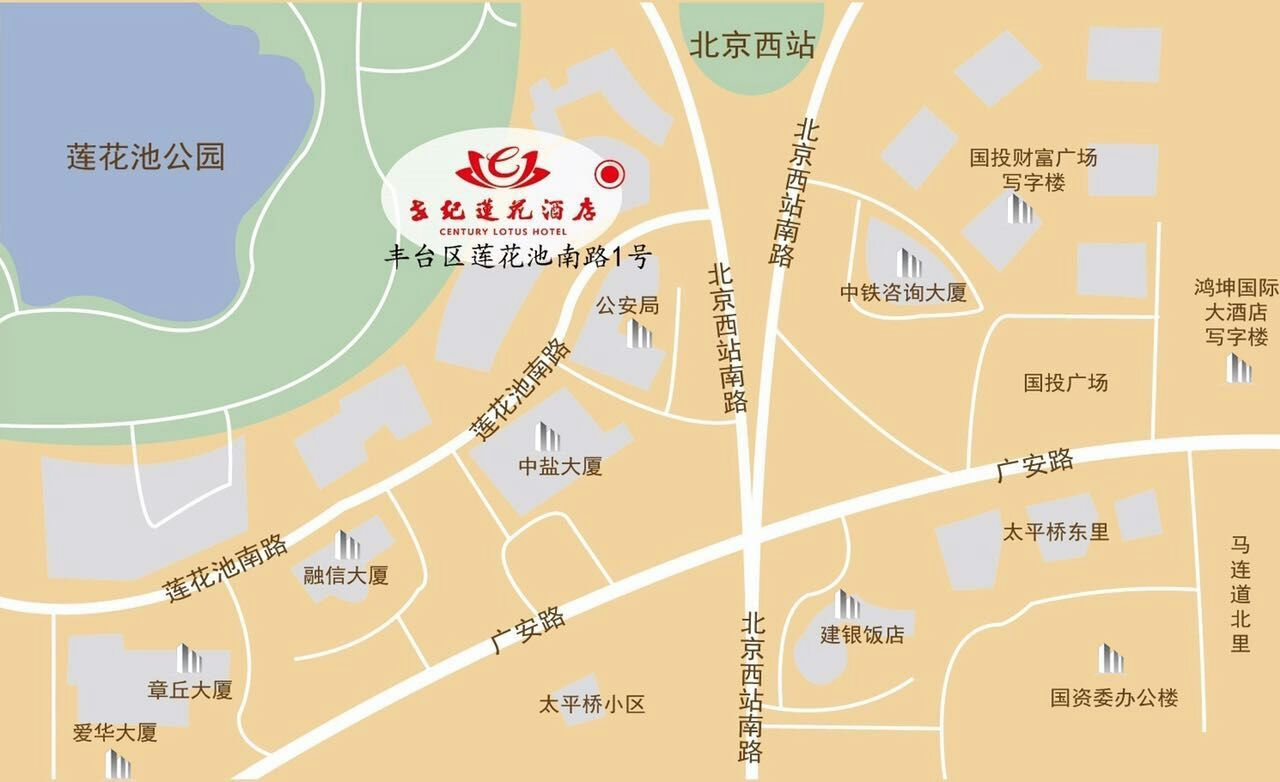 北京西站
莲花池公园
世纪莲花酒店
CENTURY LOTUS HOTEL
丰台区莲花池南路1号
北京西站南路
国投财富广场
写字楼
中铁咨询大厦
北京西站南路
公安局
鸿坤国际
大酒店
写字楼
国投广场
莲花池南路
中盐大厦
广安路
太平桥东里
马连道北里
莲花池南路
融信大厦
广安路
建银饭店
北京西站南路
章丘大厦
太平桥小区
国资委办公楼
爱华大厦